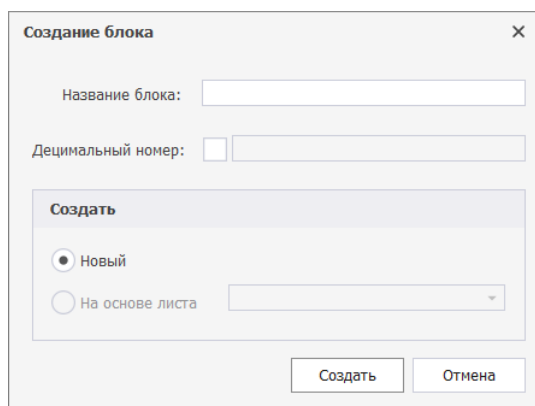 Создание блока
Название блока:
Децимальный номер:
Создать
Новый
На основе листа
Создать Отмена